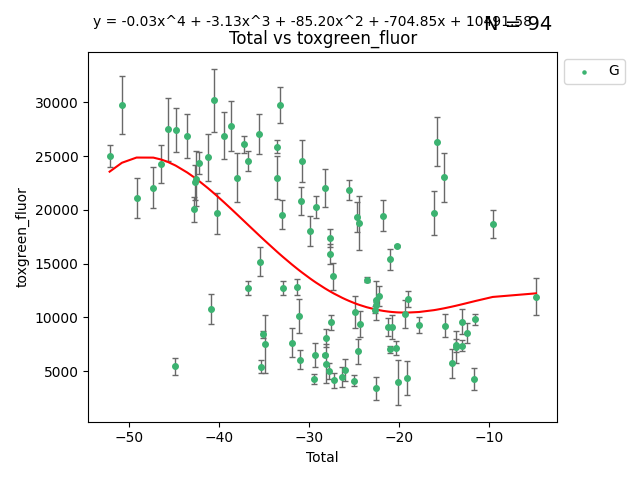 y = -0.03x^4 + -3.13x^3 + -85.20x^2 + -704.85x + 10491.58
N = 94
Total vs toxgreen_fluor
G
toxgreen_fluor
30000
25000
20000
15000
10000
5000
−50 −40 −30 −20 −10
Total